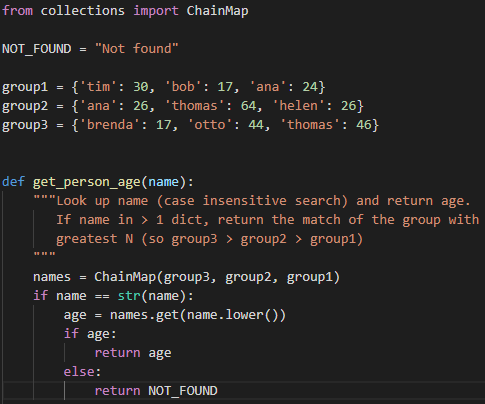 from collections import ChainMap
NOT_FOUND = "Not found"
group1 = {'tim': 30, 'bob': 17, 'ana': 24}
group2 = {'ana': 26, 'thomas': 64, 'helen': 26}
group3 = {'brenda': 17, 'otto': 44, 'thomas': 46}
def get_person_age(name):
    """Look up name (case insensitive search) and return age.
       If name in > 1 dict, return the match of the group with
       greatest N (so group3 > group2 > group1)
    """
    names = ChainMap(group3, group2, group1)
    if name == str(name):
        age = names.get(name.lower())
        if age:
            return age
        else:
            return NOT_FOUND